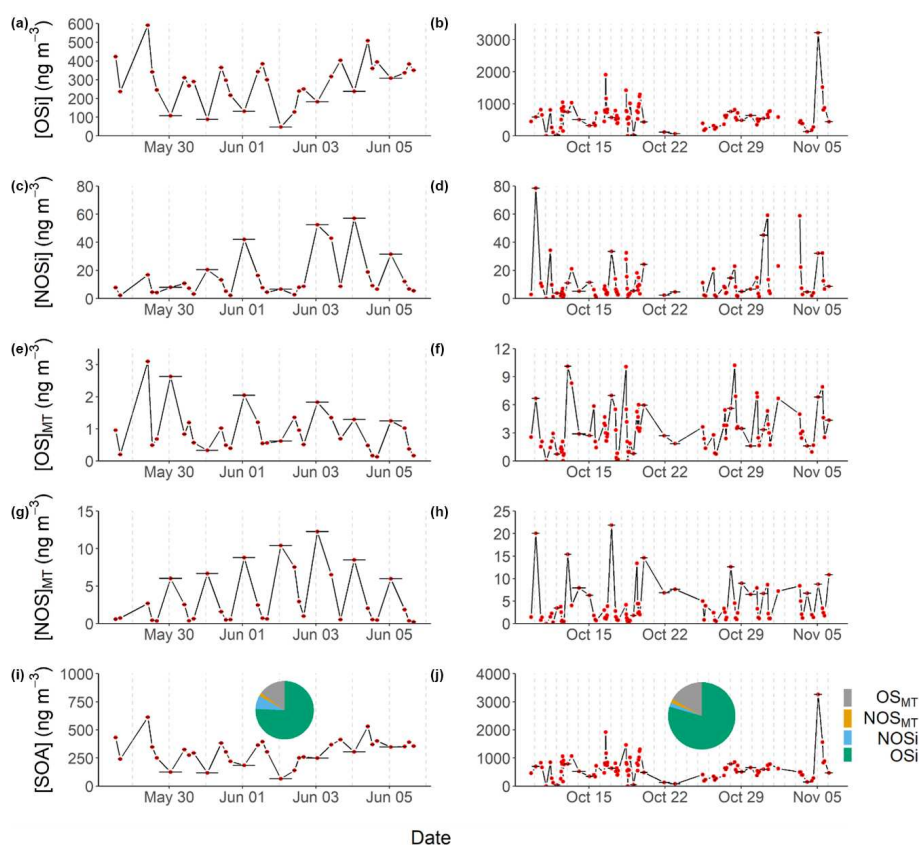 (a)
[OSi] (ng m⁻³)
600
500
400
300
200
100
0
May 30 Jun 01 Jun 03 Jun 05
(b)
3000
2000
1000
0
Oct 15 Oct 22 Oct 29 Nov 05
(c)
[NOSi] (ng m⁻³)
80
60
40
20
0
May 30 Jun 01 Jun 03 Jun 05
(d)
80
60
40
20
0
Oct 15 Oct 22 Oct 29 Nov 05
(e)
[OS]MT (ng m⁻³)
3
2
1
0
May 30 Jun 01 Jun 03 Jun 05
(f)
12
9
6
3
0
Oct 15 Oct 22 Oct 29 Nov 05
(g)
[NOS]MT (ng m⁻³)
15
10
5
0
May 30 Jun 01 Jun 03 Jun 05
(h)
25
20
15
10
5
0
Oct 15 Oct 22 Oct 29 Nov 05
(i)
[SOA] (ng m⁻³)
1000
750
500
250
0
May 30 Jun 01 Jun 03 Jun 05
(j)
4000
3000
2000
1000
0
Oct 15 Oct 22 Oct 29 Nov 05
OSMT
NOSMT
NOSi
OSi
Date